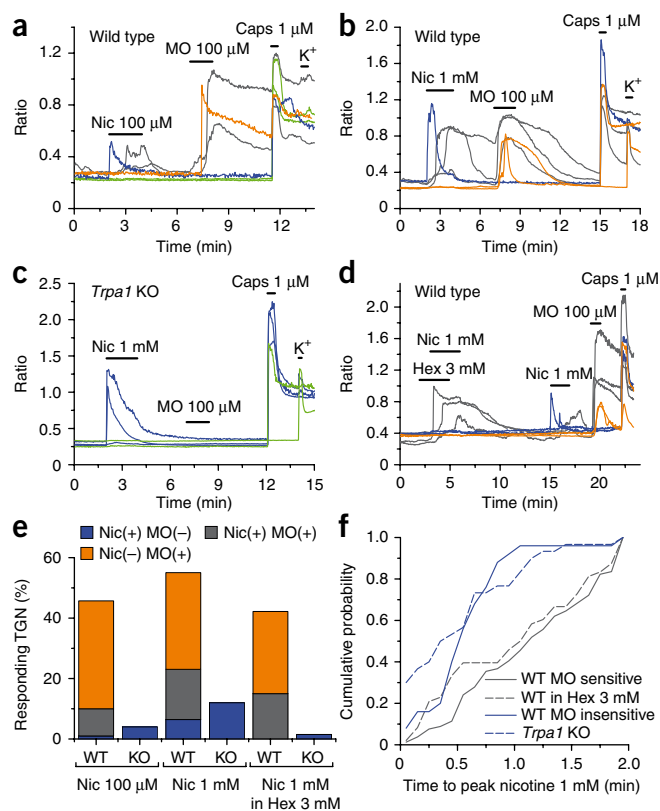 a
Wild type
Caps 1 µM
MO 100 µM
K+
Nic 100 µM
Ratio
1.2
0.8
0.4
0
3
6
9
12
Time (min)
b
Wild type
Caps 1 µM
Nic 1 mM
MO 100 µM
K+
Ratio
2.0
1.6
1.2
0.8
0.4
0
0
3
6
9
12
15
18
Time (min)
c
Trpa1 KO
Caps 1 µM
Nic 1 mM
K+
MO 100 µM
Ratio
2.5
2.0
1.5
1.0
0.5
0
0
3
6
9
12
15
Time (min)
d
Wild type
Caps 1 µM
MO 100 µM
Nic 1 mM
Hex 3 mM
Nic 1 mM
Ratio
2.0
1.6
1.2
0.8
0.4
0
0
5
10
15
20
Time (min)
e
Nic(+) MO(−)
Nic(+) MO(+)
Nic(−) MO(+)
Responding TGN (%)
60
40
20
0
WT
KO
WT
KO
WT
KO
Nic 100 µM
Nic 1 mM
Nic 1 mM
in Hex 3 mM
f
Cumulative probability
1.0
0.8
0.6
0.4
0.2
0
WT MO sensitive
WT in Hex 3 mM
WT MO insensitive
Trpa1 KO
0
0.5
1.0
1.5
2.0
Time to peak nicotine 1 mM (min)